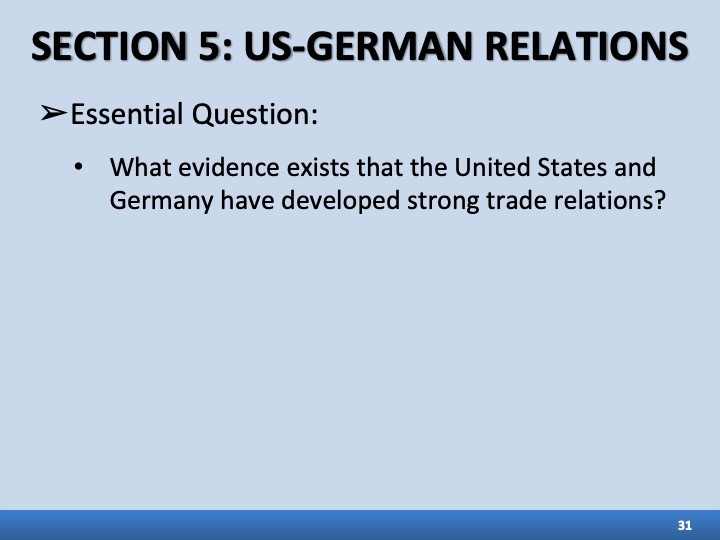 SECTION 5: US-GERMAN RELATIONS
➢Essential Question:
• What evidence exists that the United States and
Germany have developed strong trade relations?
31